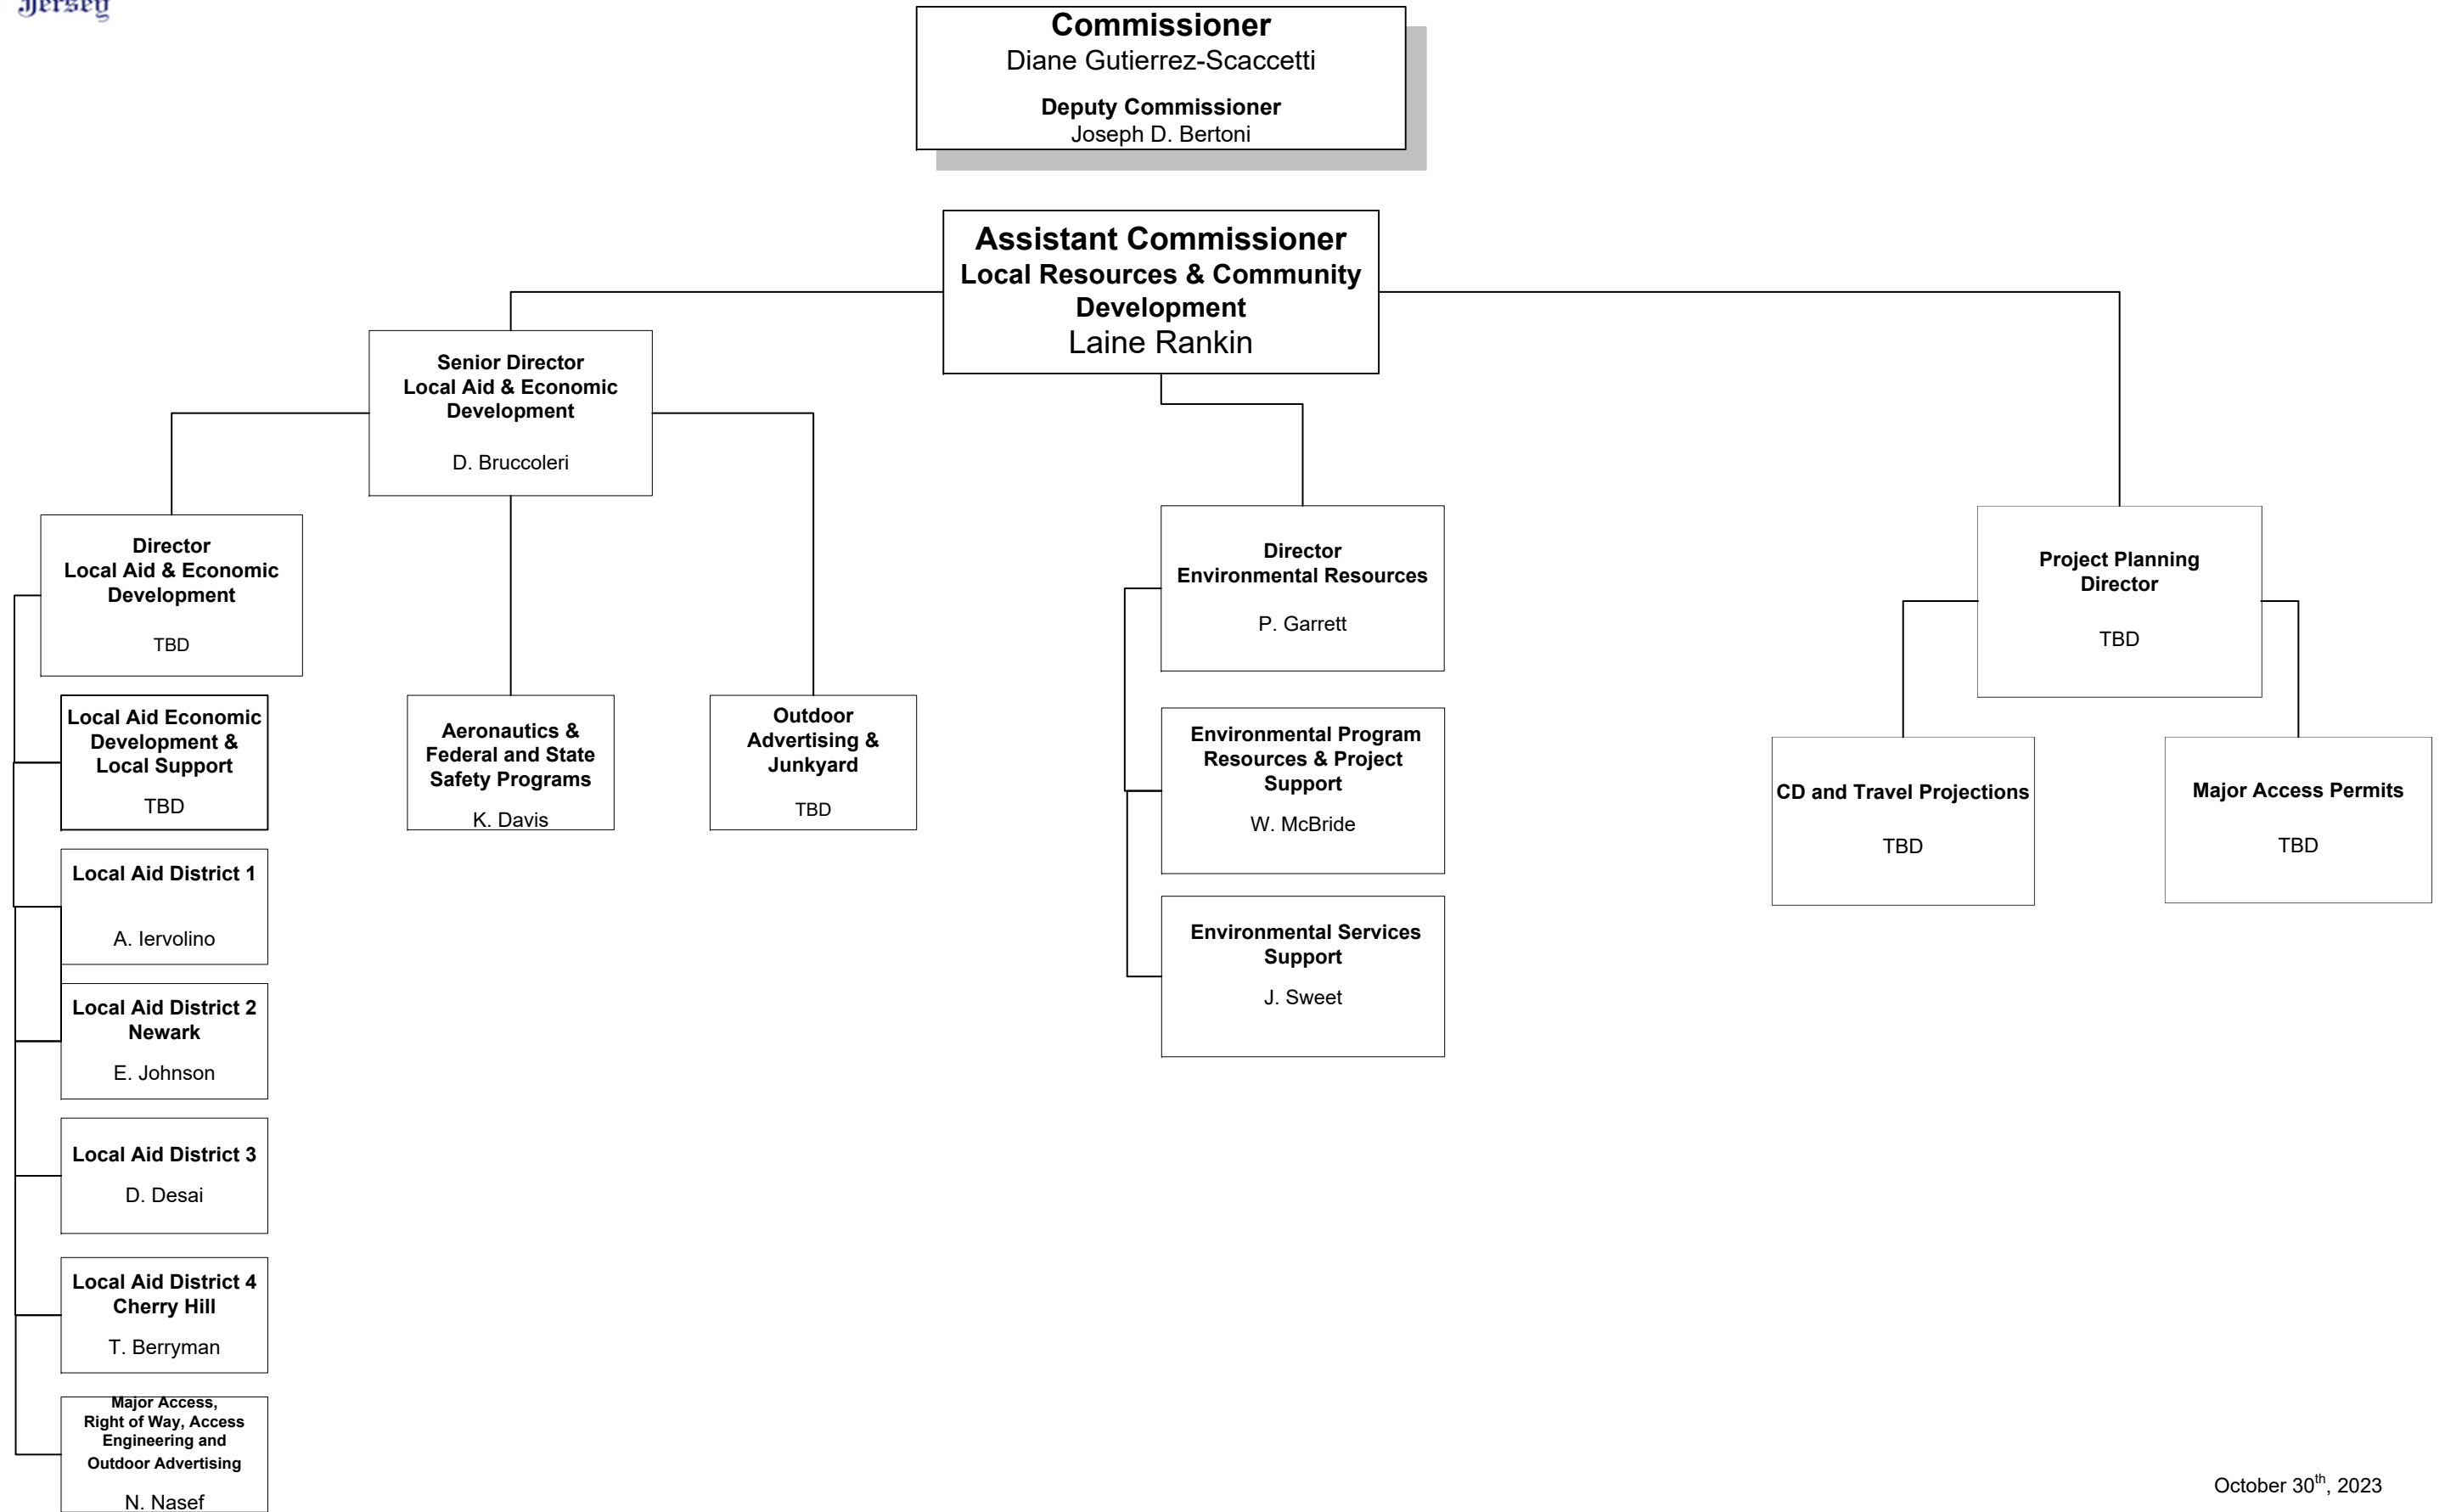 Jersey
Commissioner
Diane Gutierrez-Scaccetti
Deputy Commissioner
Joseph D. Bertoni
Assistant Commissioner
Local Resources & Community
Development
Laine Rankin
Senior Director
Local Aid & Economic
Development
D. Bruccoleri
Director
Local Aid & Economic
Development
TBD
Local Aid Economic
Development &
Local Support
TBD
Local Aid District 1
A. Iervolino
Local Aid District 2
Newark
E. Johnson
Local Aid District 3
D. Desai
Local Aid District 4
Cherry Hill
T. Berryman
Major Access,
Right of Way, Access
Engineering and
Outdoor Advertising
N. Nasef
Aeronautics &
Federal and State
Safety Programs
K. Davis
Outdoor
Advertising &
Junkyard
TBD
Director
Environmental Resources
P. Garrett
Environmental Program
Resources & Project
Support
W. McBride
Environmental Services
Support
J. Sweet
Project Planning
Director
TBD
CD and Travel Projections
TBD
Major Access Permits
TBD
October 30th, 2023